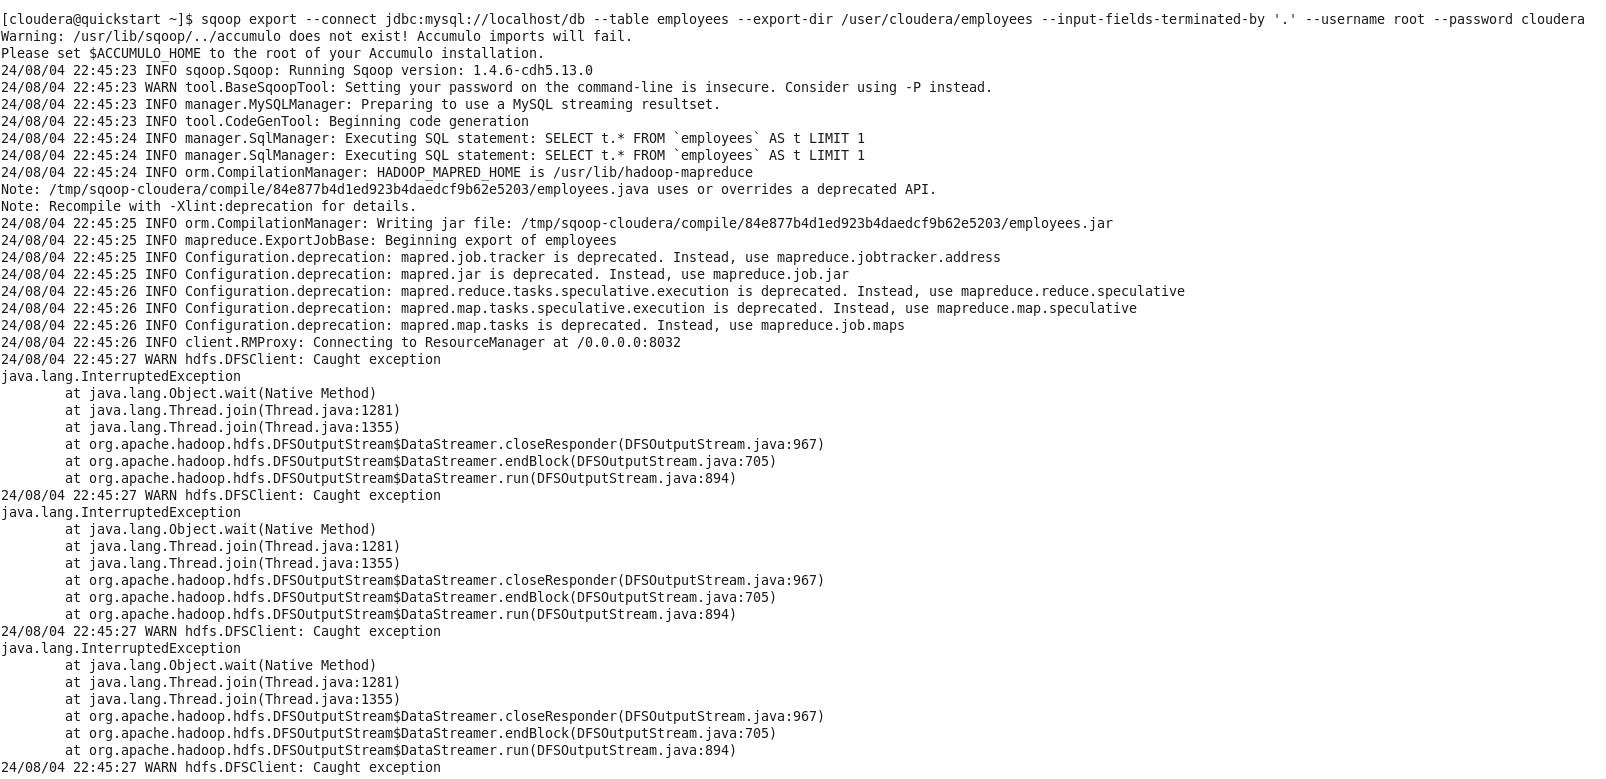 [cloudera@quickstart ~]$ sqoop export --connect jdbc:mysql://localhost/db --table employees --export-dir /user/cloudera/employees --input-fields-terminated-by '.' --username root --password cloudera
Warning: /usr/lib/sqoop/../accumulo does not exist! Accumulo imports will fail.
Please set $ACCUMULO_HOME to the root of your Accumulo installation.
24/08/04 22:45:23 INFO sqoop.Sqoop: Running Sqoop version: 1.4.6-cdh5.13.0
24/08/04 22:45:23 WARN tool.BaseSqoopTool: Setting your password on the command-line is insecure. Consider using -P instead.
24/08/04 22:45:23 INFO manager.MySQLManager: Preparing to use a MySQL streaming resultset.
24/08/04 22:45:23 INFO tool.CodeGenTool: Beginning code generation
24/08/04 22:45:24 INFO manager.SqlManager: Executing SQL statement: SELECT t.* FROM `employees` AS t LIMIT 1
24/08/04 22:45:24 INFO manager.SqlManager: Executing SQL statement: SELECT t.* FROM `employees` AS t LIMIT 1
24/08/04 22:45:24 INFO orm.CompilationManager: HADOOP_MAPRED_HOME is /usr/lib/hadoop-mapreduce
Note: /tmp/sqoop-cloudera/compile/84e877b4d1ed923b4daedcf9b62e5203/employees.java uses or overrides a deprecated API.
Note: Recompile with -Xlint:deprecation for details.
24/08/04 22:45:25 INFO orm.CompilationManager: Writing jar file: /tmp/sqoop-cloudera/compile/84e877b4d1ed923b4daedcf9b62e5203/employees.jar
24/08/04 22:45:25 INFO mapreduce.ExportJobBase: Beginning export of employees
24/08/04 22:45:25 INFO Configuration.deprecation: mapred.job.tracker is deprecated. Instead, use mapreduce.jobtracker.address
24/08/04 22:45:25 INFO Configuration.deprecation: mapred.jar is deprecated. Instead, use mapreduce.job.jar
24/08/04 22:45:26 INFO Configuration.deprecation: mapred.reduce.tasks.speculative.execution is deprecated. Instead, use mapreduce.reduce.speculative
24/08/04 22:45:26 INFO Configuration.deprecation: mapred.map.tasks.speculative.execution is deprecated. Instead, use mapreduce.map.speculative
24/08/04 22:45:26 INFO Configuration.deprecation: mapred.map.tasks is deprecated. Instead, use mapreduce.job.maps
24/08/04 22:45:26 INFO client.RMProxy: Connecting to ResourceManager at /0.0.0.0:8032
24/08/04 22:45:27 WARN hdfs.DFSClient: Caught exception
java.lang.InterruptedException
        at java.lang.Object.wait(Native Method)
        at java.lang.Thread.join(Thread.java:1281)
        at java.lang.Thread.join(Thread.java:1355)
        at org.apache.hadoop.hdfs.DFSOutputStream$DataStreamer.closeResponder(DFSOutputStream.java:967)
        at org.apache.hadoop.hdfs.DFSOutputStream$DataStreamer.endBlock(DFSOutputStream.java:705)
        at org.apache.hadoop.hdfs.DFSOutputStream$DataStreamer.run(DFSOutputStream.java:894)
24/08/04 22:45:27 WARN hdfs.DFSClient: Caught exception
java.lang.InterruptedException
        at java.lang.Object.wait(Native Method)
        at java.lang.Thread.join(Thread.java:1281)
        at java.lang.Thread.join(Thread.java:1355)
        at org.apache.hadoop.hdfs.DFSOutputStream$DataStreamer.closeResponder(DFSOutputStream.java:967)
        at org.apache.hadoop.hdfs.DFSOutputStream$DataStreamer.endBlock(DFSOutputStream.java:705)
        at org.apache.hadoop.hdfs.DFSOutputStream$DataStreamer.run(DFSOutputStream.java:894)
24/08/04 22:45:27 WARN hdfs.DFSClient: Caught exception
java.lang.InterruptedException
        at java.lang.Object.wait(Native Method)
        at java.lang.Thread.join(Thread.java:1281)
        at java.lang.Thread.join(Thread.java:1355)
        at org.apache.hadoop.hdfs.DFSOutputStream$DataStreamer.closeResponder(DFSOutputStream.java:967)
        at org.apache.hadoop.hdfs.DFSOutputStream$DataStreamer.endBlock(DFSOutputStream.java:705)
        at org.apache.hadoop.hdfs.DFSOutputStream$DataStreamer.run(DFSOutputStream.java:894)
24/08/04 22:45:27 WARN hdfs.DFSClient: Caught exception